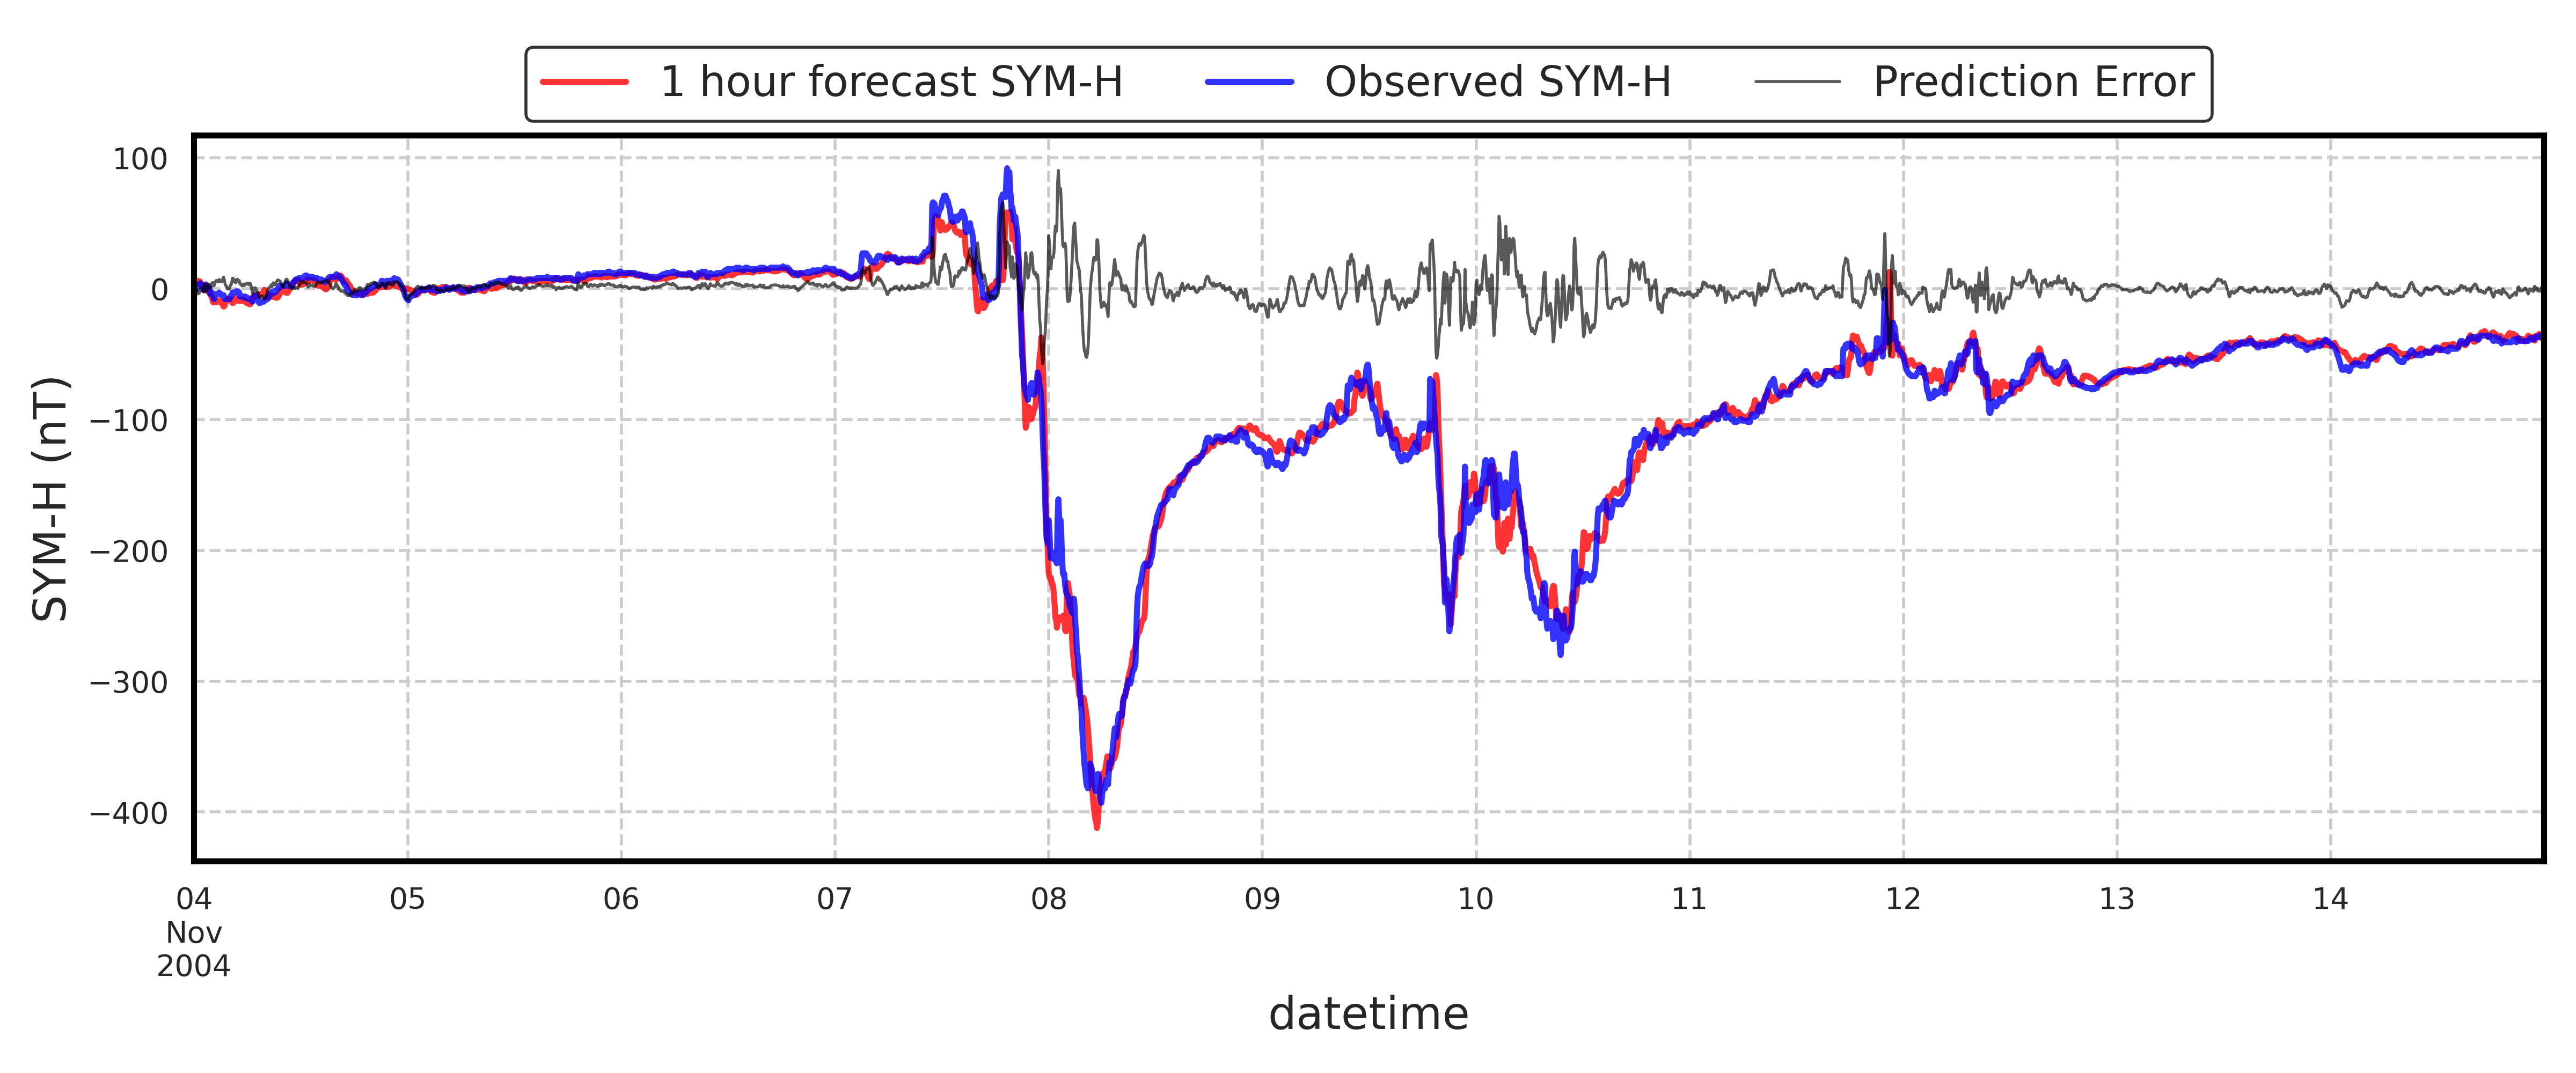 1 hour forecast SYM-H Observed SYM-H Prediction Error
100
0
−100
−200
−300
−400
SYM-H (nT)
04 05 06 07 08 09 10 11 12 13 14
Nov
2004
datetime